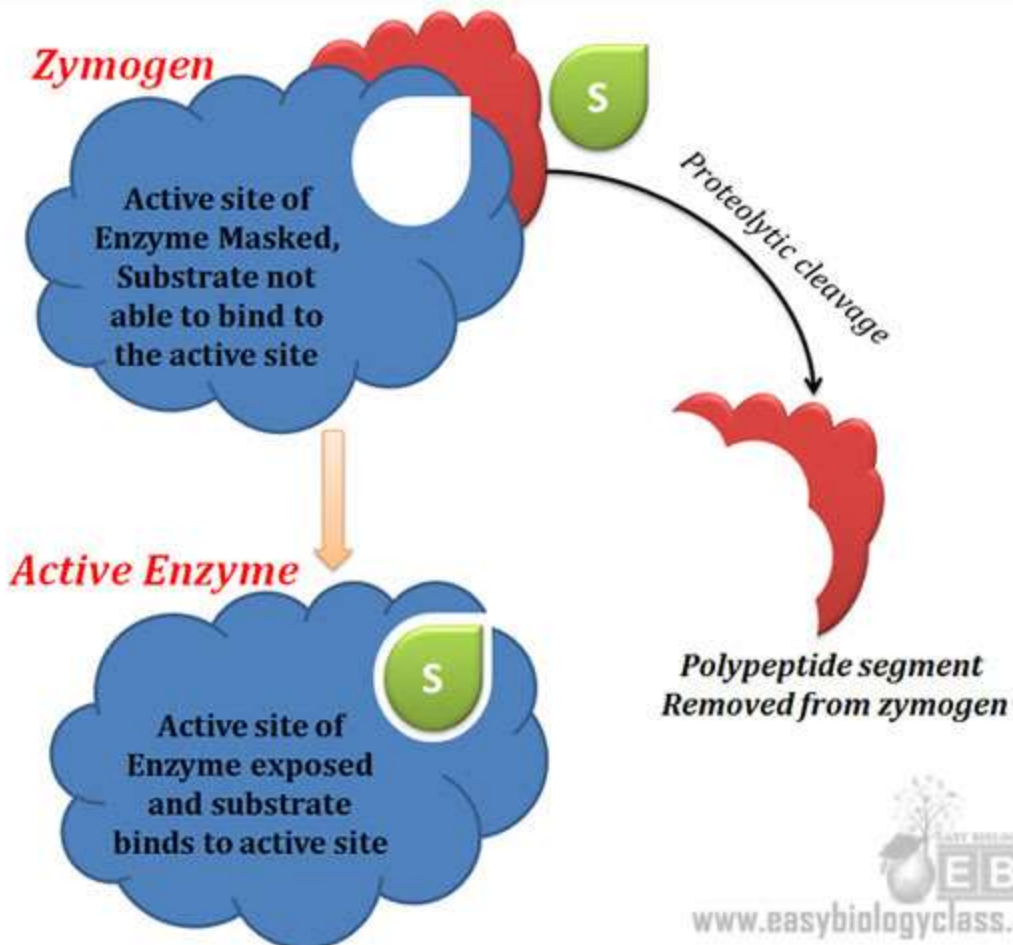 Zymogen
S
Active site of
Enzyme Masked,
Substrate not
able to bind to
the active site
Proteolytic cleavage
Active Enzyme
S
Active site of
Enzyme exposed
and substrate
binds to active site
Polypeptide segment
Removed from zymogen
EB
www.easybiologyclass.